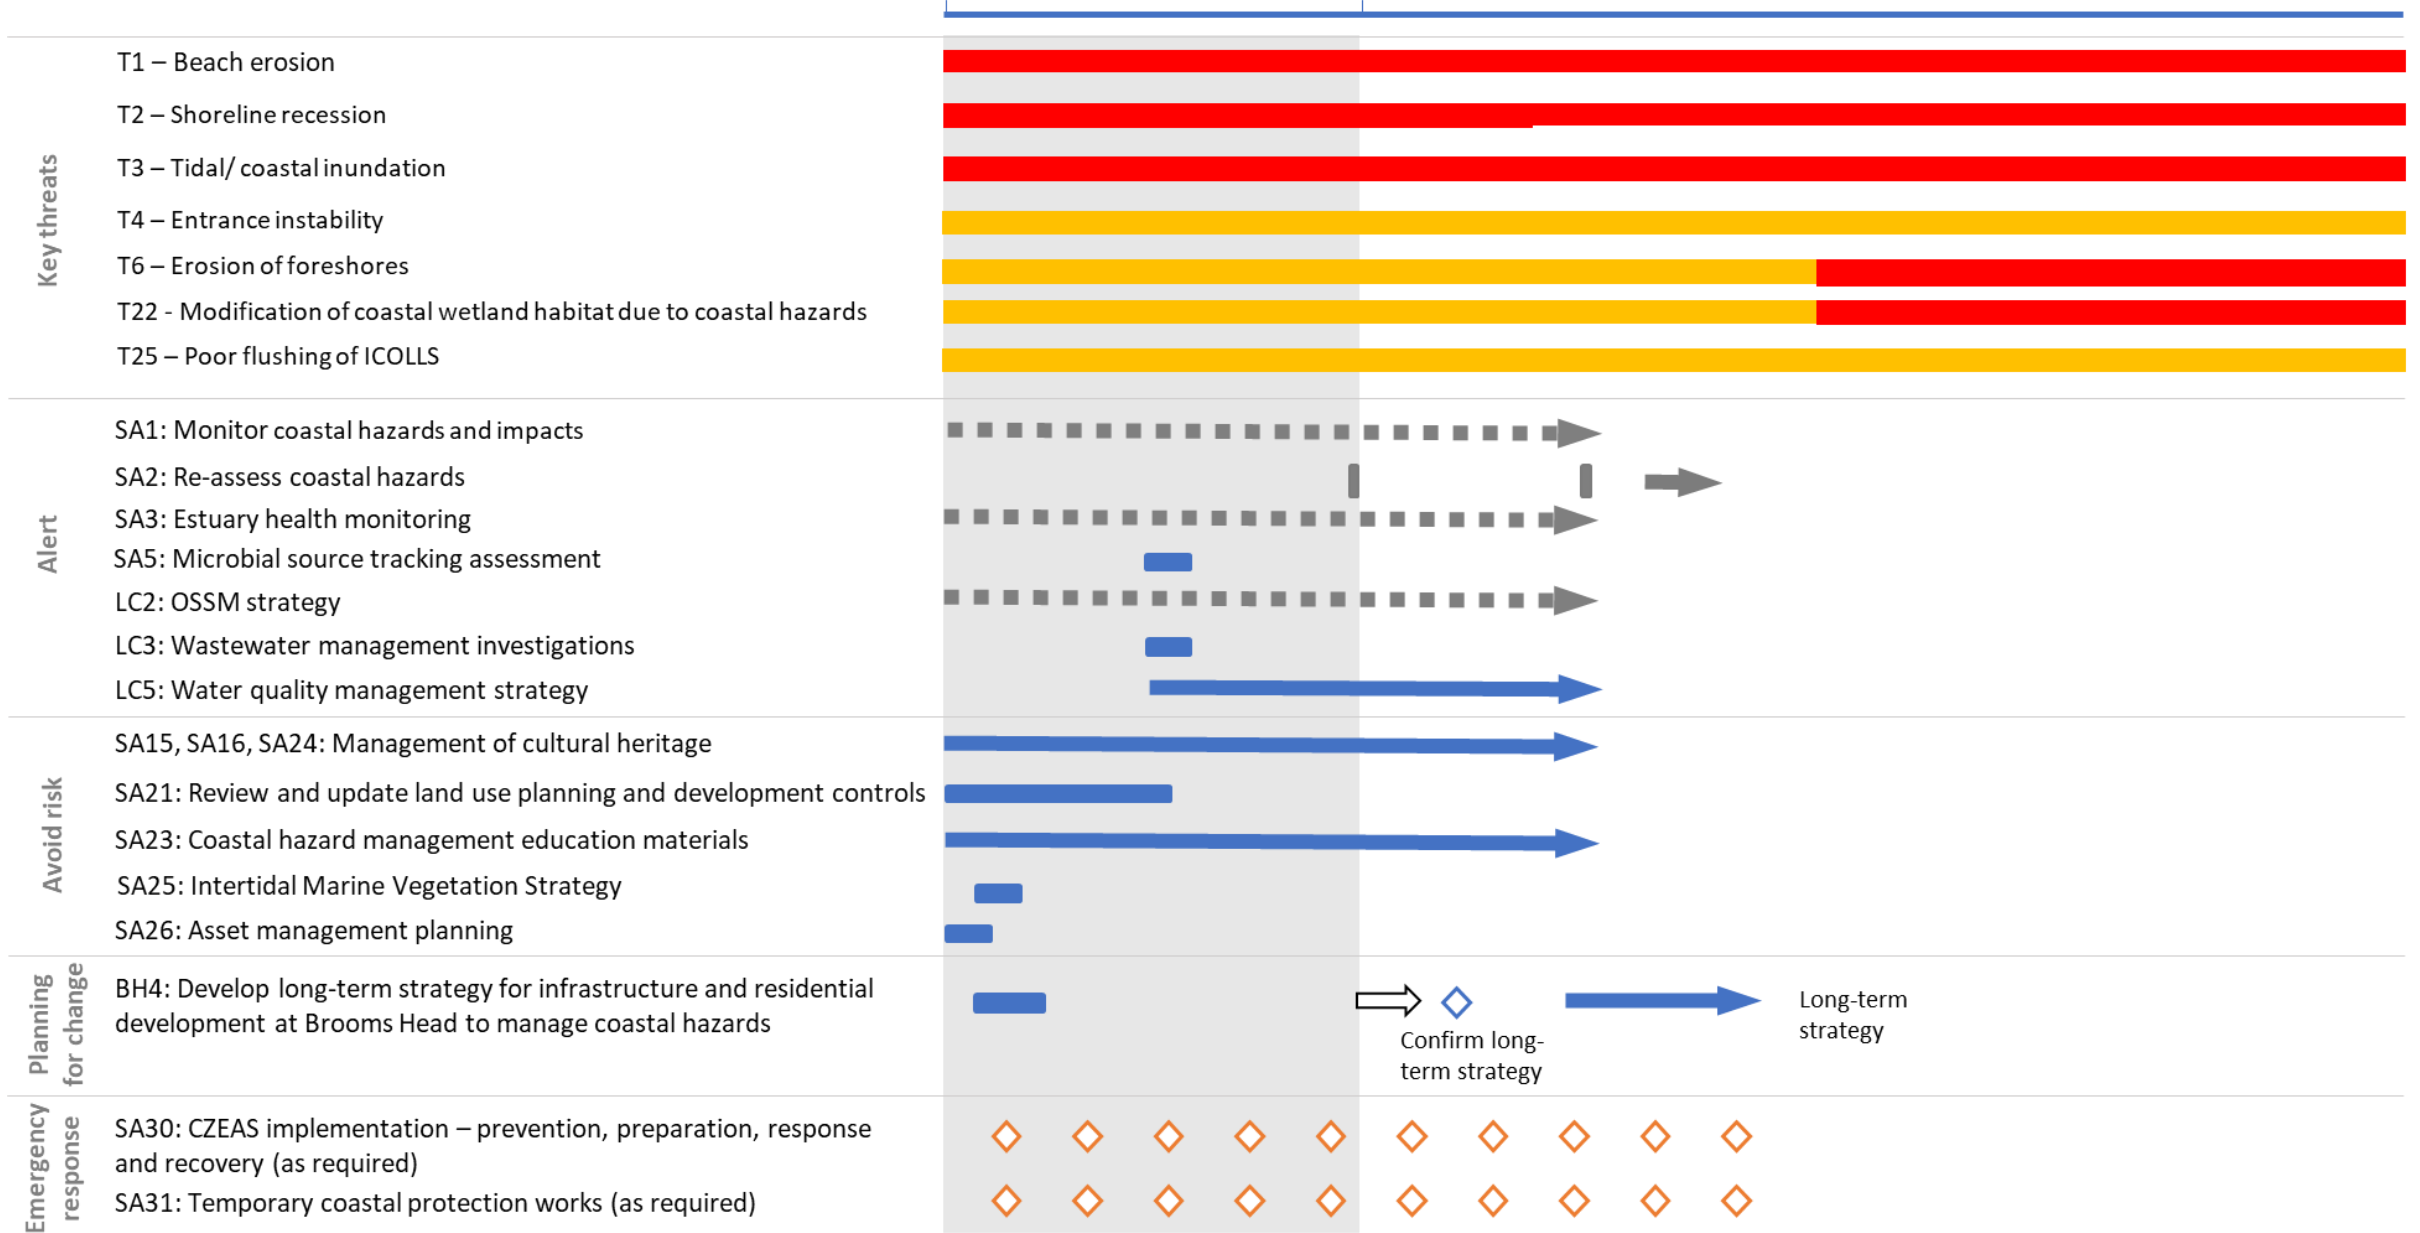 Key threats
T1 – Beach erosion
T2 – Shoreline recession
T3 – Tidal/ coastal inundation
T4 – Entrance instability
T6 – Erosion of foreshores
T22 - Modification of coastal wetland habitat due to coastal hazards
T25 – Poor flushing of ICOLLS
Alert
SA1: Monitor coastal hazards and impacts
SA2: Re-assess coastal hazards
SA3: Estuary health monitoring
SA5: Microbial source tracking assessment
LC2: OSSM strategy
LC3: Wastewater management investigations
LC5: Water quality management strategy
Avoid risk
SA15, SA16, SA24: Management of cultural heritage
SA21: Review and update land use planning and development controls
SA23: Coastal hazard management education materials
SA25: Intertidal Marine Vegetation Strategy
SA26: Asset management planning
Planning
for change
BH4: Develop long-term strategy for infrastructure and residential
development at Brooms Head to manage coastal hazards
Confirm long-
term strategy
Long-term
strategy
Emergency
response
SA30: CZEAS implementation – prevention, preparation, response
and recovery (as required)
SA31: Temporary coastal protection works (as required)